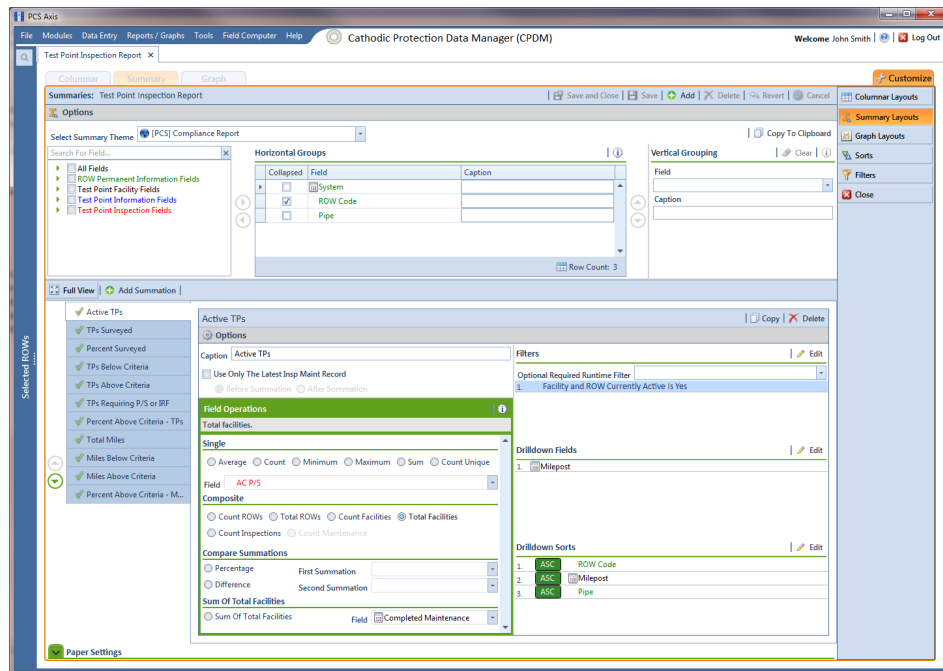 PCS Axis
File Modules Data Entry Reports / Graphs Tools Field Computer Help Cathodic Protection Data Manager (CPDM) Welcome John Smith Log Out
Test Point Inspection Report
Columnar Summary Graph Customize
Summaries: Test Point Inspection Report Save and Close Save Add Delete Revert Cancel
Options
Select Summary Theme [PCS] Compliance Report Copy To Clipboard
Search For Field...
All Fields
ROW Permanent Information Fields
Test Point Facility Fields
Test Point Information Fields
Test Point Inspection Fields
Horizontal Groups
Collapsed Field Caption
System
ROW Code
Pipe
Row Count: 3
Vertical Grouping Clear
Field
Caption
Columnar Layouts
Summary Layouts
Graph Layouts
Sorts
Filters
Close
Selected ROWs
Full View Add Summation
Active TPs
TPs Surveyed
Percent Surveyed
TPs Below Criteria
TPs Above Criteria
TPs Requiring P/S or IRF
Percent Above Criteria - TPs
Total Miles
Miles Below Criteria
Miles Above Criteria
Percent Above Criteria - M...
Active TPs Copy Delete
Options
Caption Active TPs
Use Only The Latest Insp Maint Record
Before Summation After Summation
Field Operations
Total facilities.
Single
Average Count Minimum Maximum Sum Count Unique
Field AC P/S
Composite
Count ROWs Total ROWs Count Facilities Total Facilities
Count Inspections Count Maintenance
Compare Summations
Percentage First Summation
Difference Second Summation
Sum Of Total Facilities
Sum Of Total Facilities Field Completed Maintenance
Filters Edit
Optional Required Runtime Filter
1. Facility and ROW Currently Active Is Yes
Drilldown Fields Edit
1. Milepost
Drilldown Sorts Edit
1. ASC ROW Code
2. ASC Milepost
3. ASC Pipe
Paper Settings